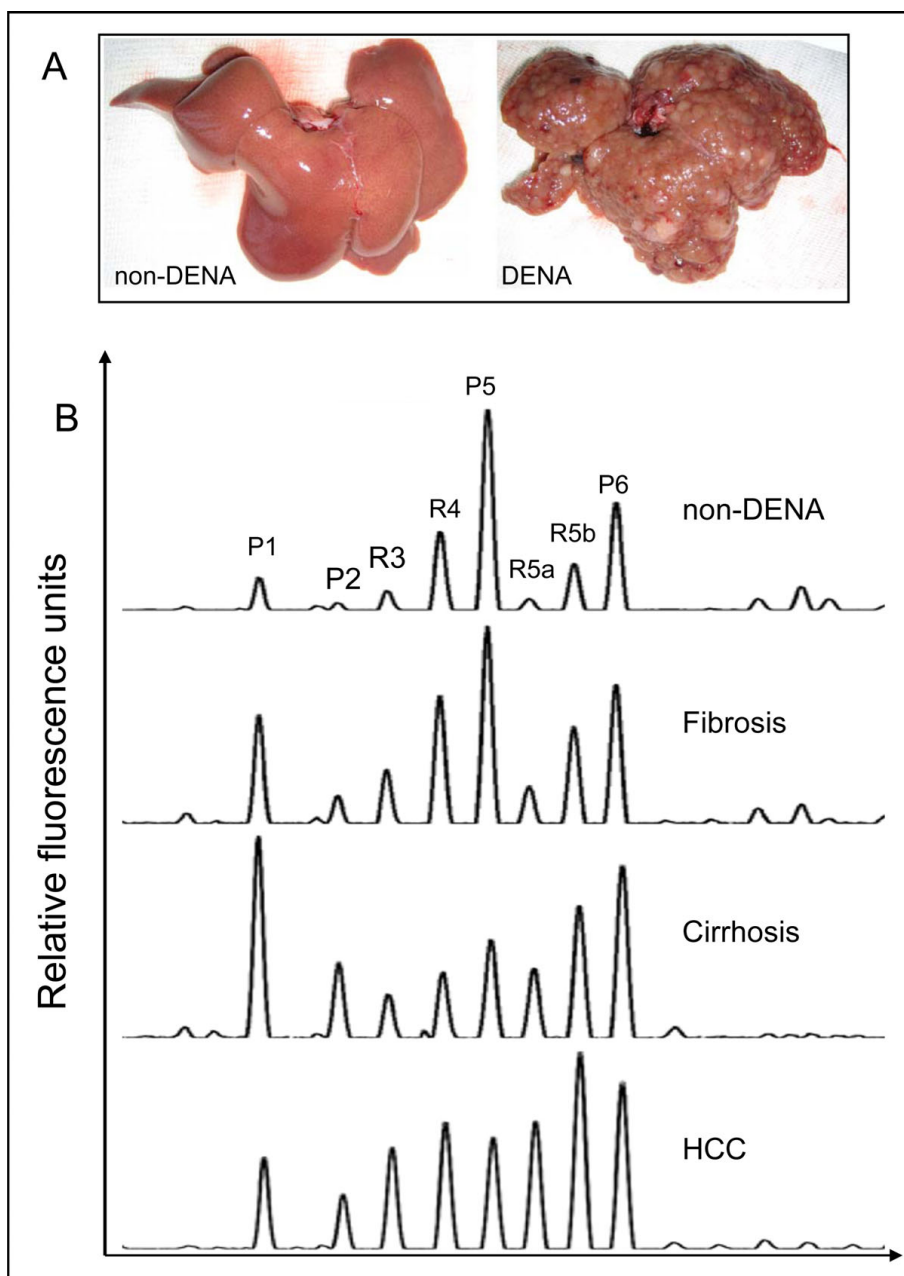 A
non-DENA
DENA
B
Relative fluorescence units
P1
P2
R3
R4
P5
R5a
R5b
P6
non-DENA
Fibrosis
Cirrhosis
HCC